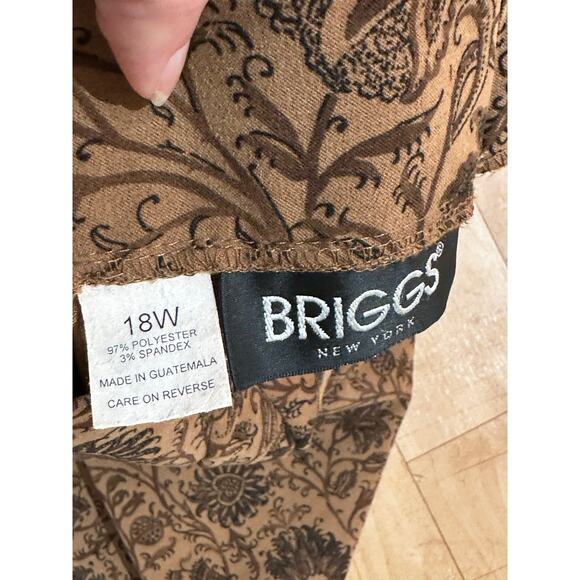 18W
97% POLYESTER
3% SPANDEX
MADE IN GUATEMALA
CARE ON REVERSE
BRIGGS®
NEW YORK